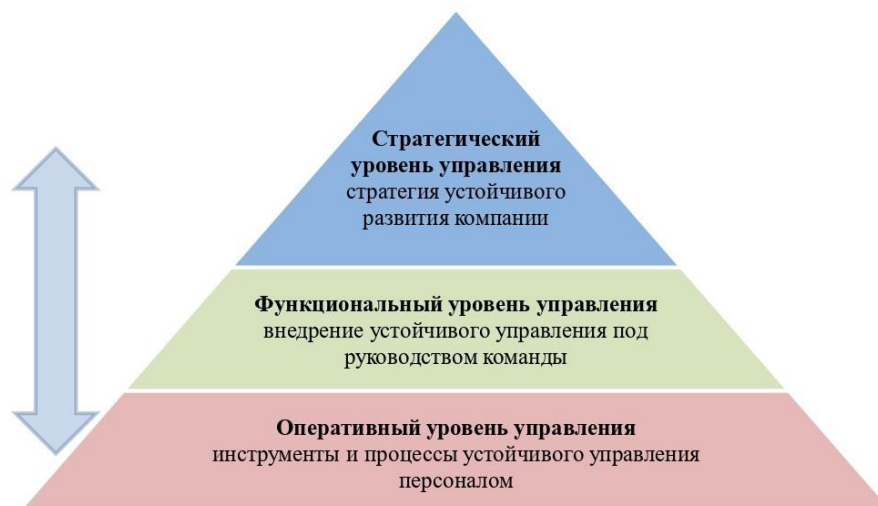 Стратегический
уровень управления
стратегия устойчивого
развития компании
Функциональный уровень управления
внедрение устойчивого управления под
руководством команды
Оперативный уровень управления
инструменты и процессы устойчивого управления
персоналом